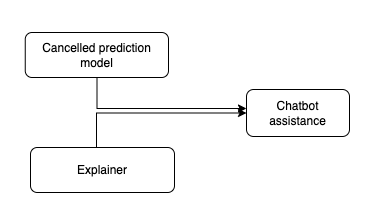 Cancelled prediction
model
Chatbot
assistance
Explainer